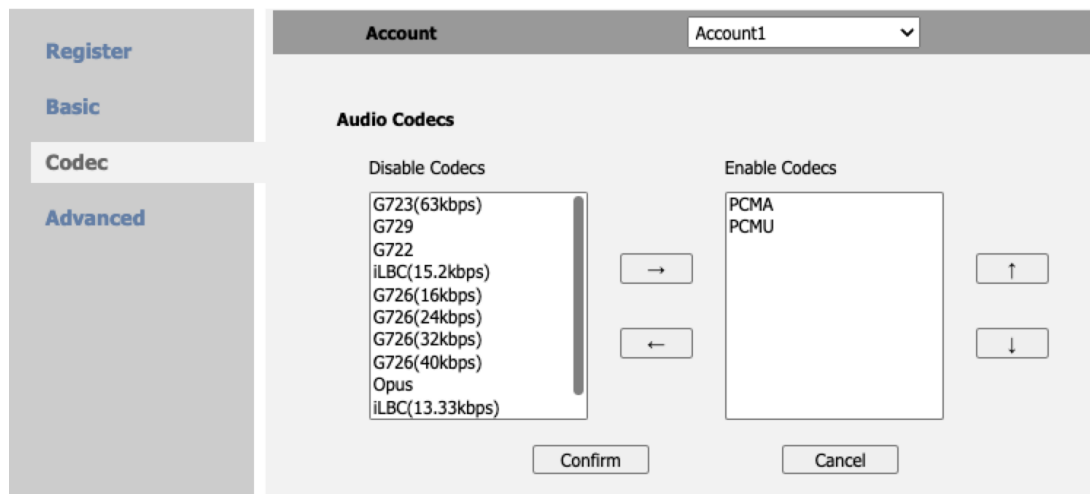 Register
Basic
Codec
Advanced
Account
Account1
Audio Codecs
Disable Codecs
G723(63kbps)
G729
G722
iLBC(15.2kbps)
G726(16kbps)
G726(24kbps)
G726(32kbps)
G726(40kbps)
Opus
iLBC(13.33kbps)
→
←
Enable Codecs
PCMA
PCMU
↑
↓
Confirm
Cancel